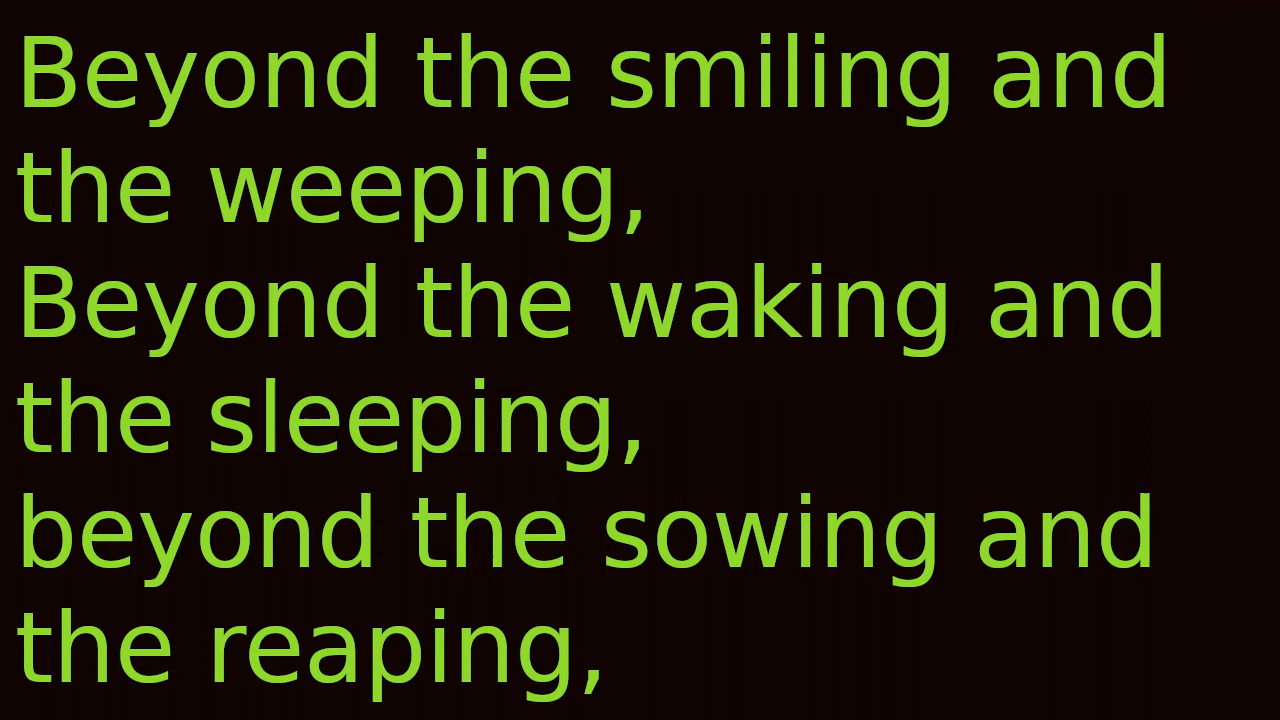 Beyond the smiling and
the weeping,
Beyond the waking and
the sleeping,
beyond the sowing and
the reaping,